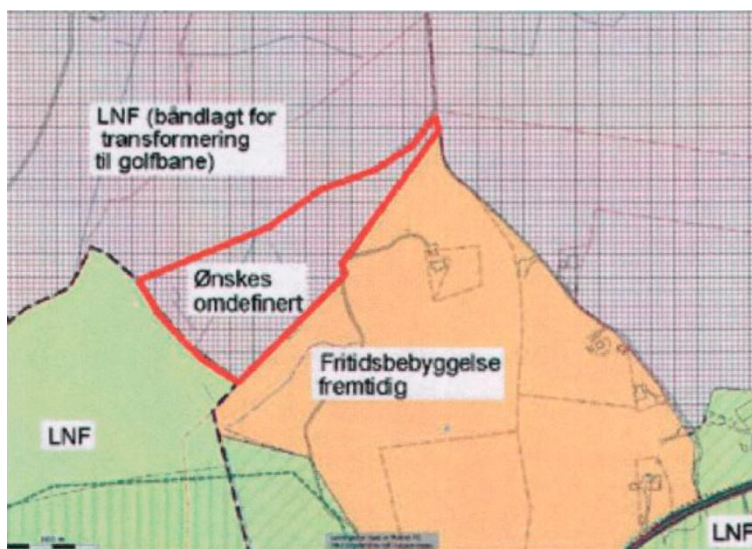 LNF (båndlagt for
transformering
til golfbane)
Ønskes
omdefinert
Fritidsbebyggelse
fremtidig
LNF
LNF